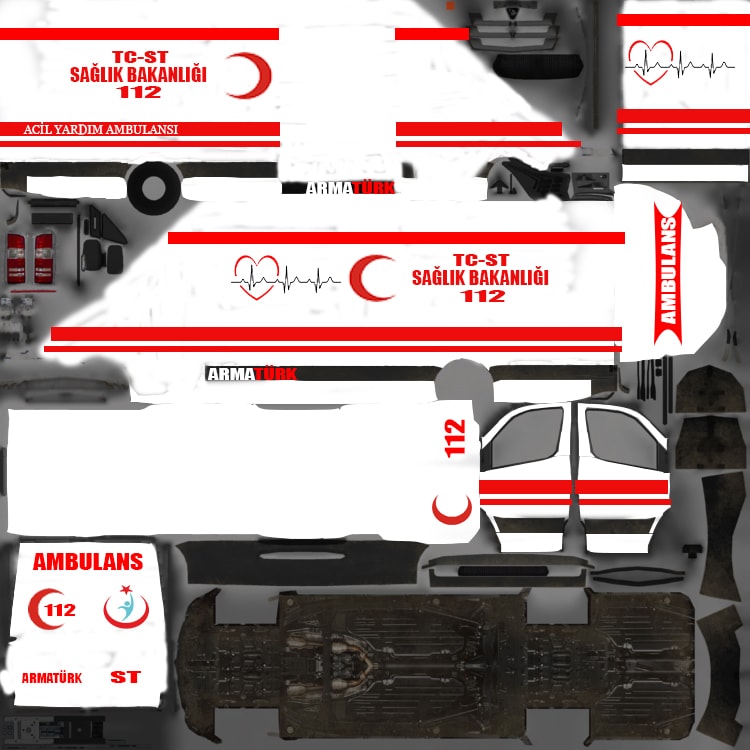 TC-ST
SAĞLIK BAKANLIĞI
112
ACİL YARDIM AMBULANSI
ARMATÜRK
TC-ST
SAĞLIK BAKANLIĞI
112
AMBULANS
ARMATÜRK
112
AMBULANS
112
ARMATÜRK
ST